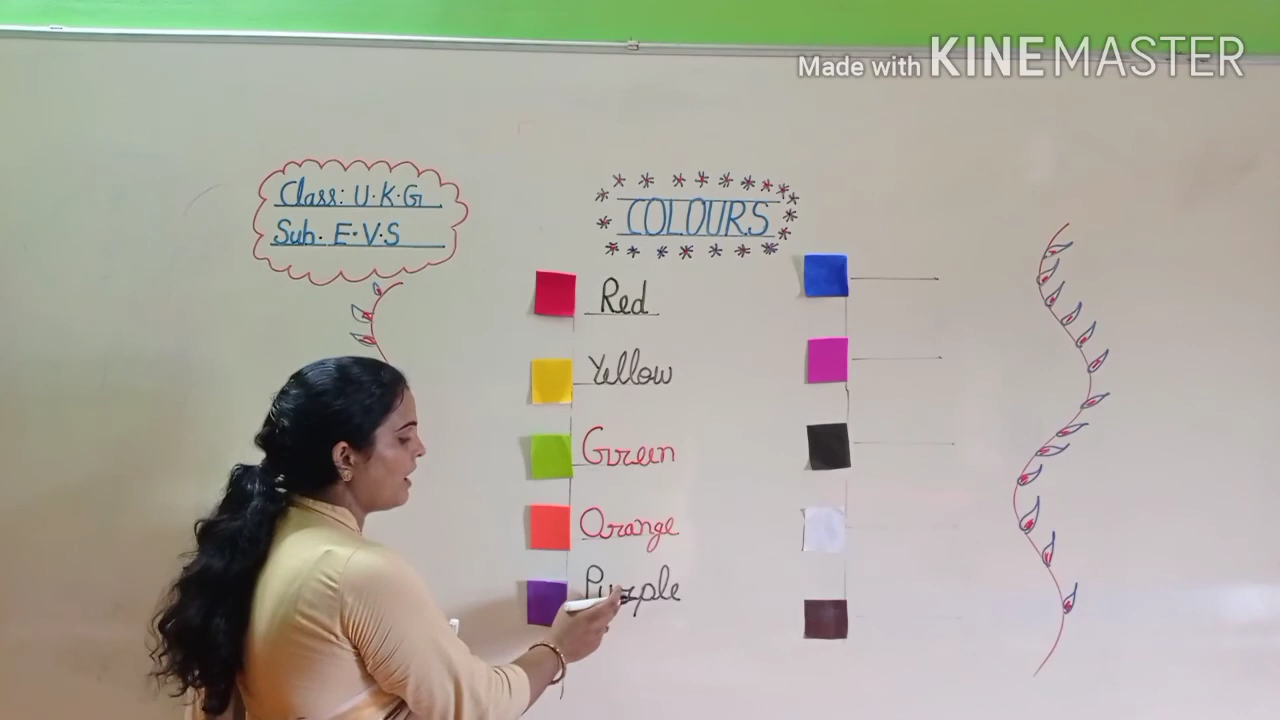 Made with KINEMASTER
Class: U.K.G
Sub. E.V.S
COLOURS
Red
Yellow
Green
Orange
Purple